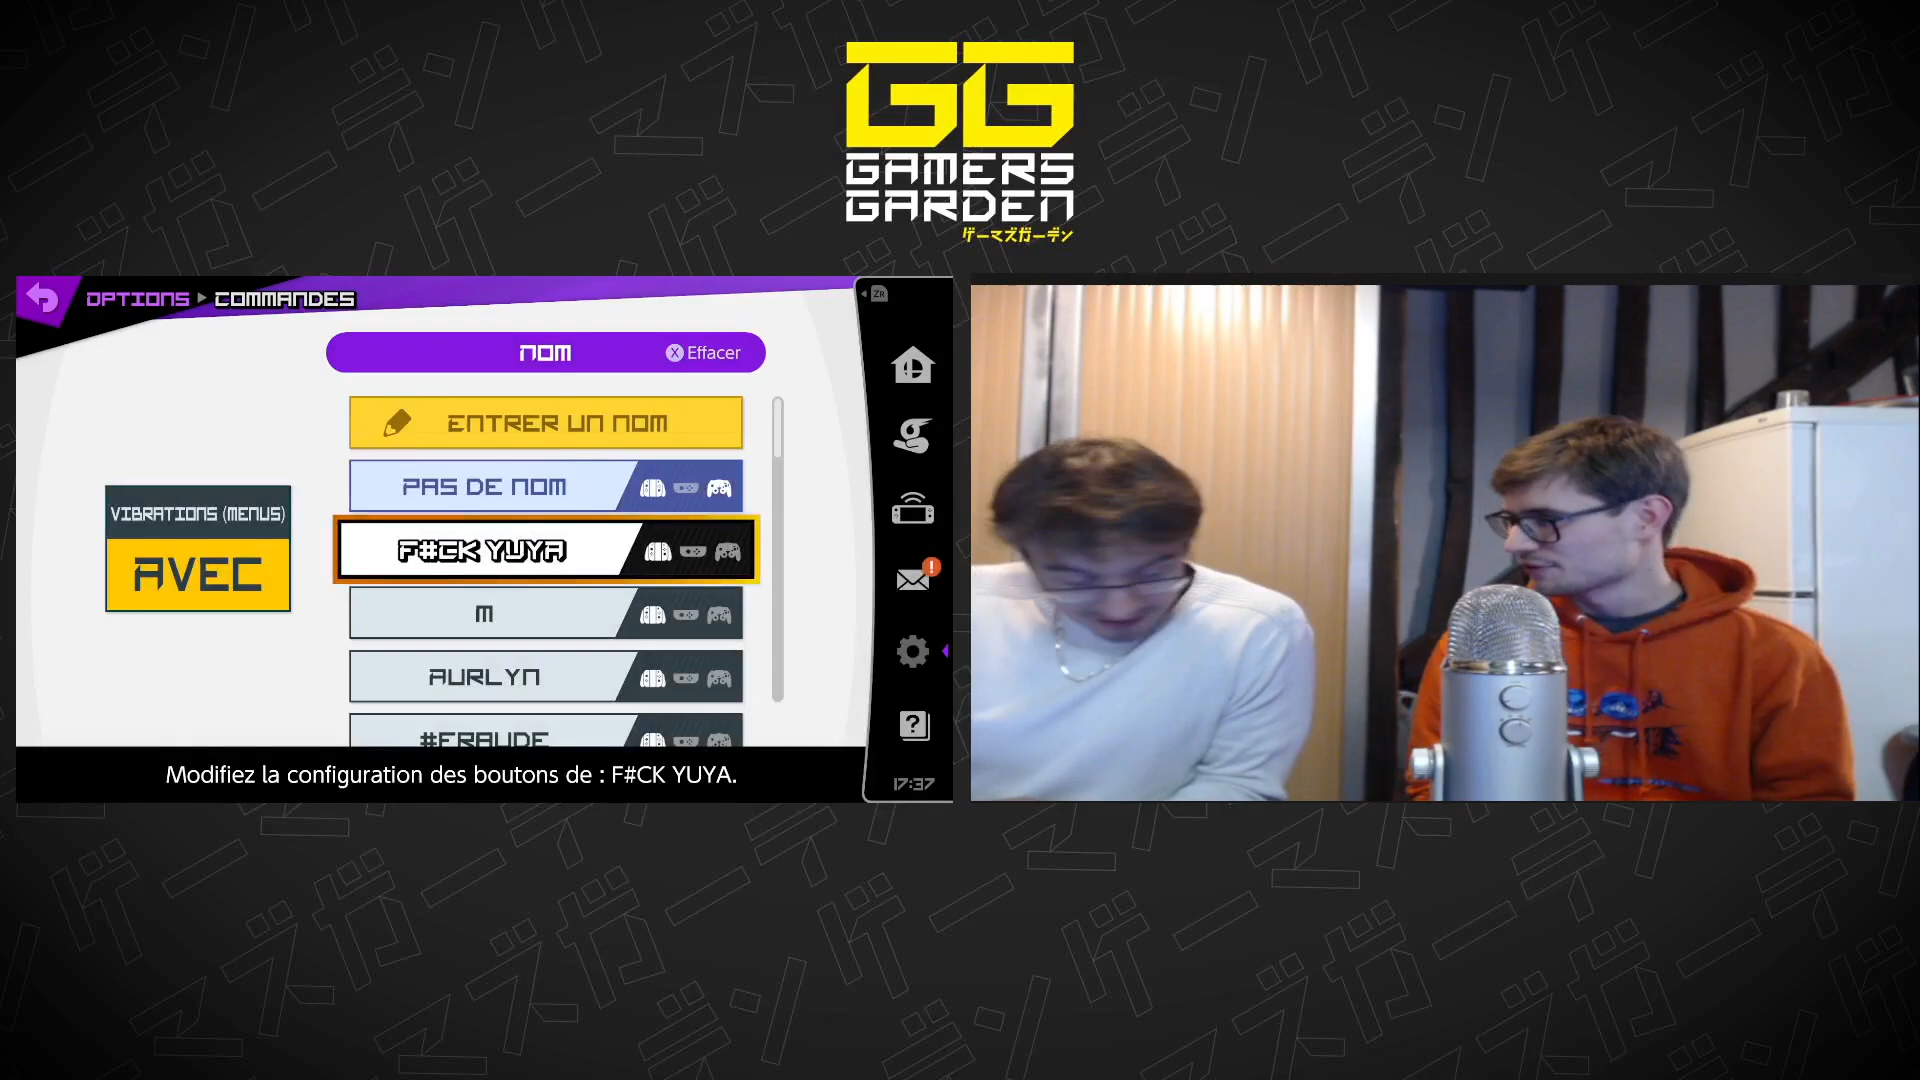 GG
GAMERS
GARDEN
ゲーマズガーデン
OPTIONS ▸ COMMANDES
NOM
X Effacer
ENTRER UN NOM
PAS DE NOM
F#CK YUYA
M
AURLYN
#FRAUDE
VIBRATIONS (MENUS)
AVEC
Modifiez la configuration des boutons de : F#CK YUYA.
ZR
!
?
17:37